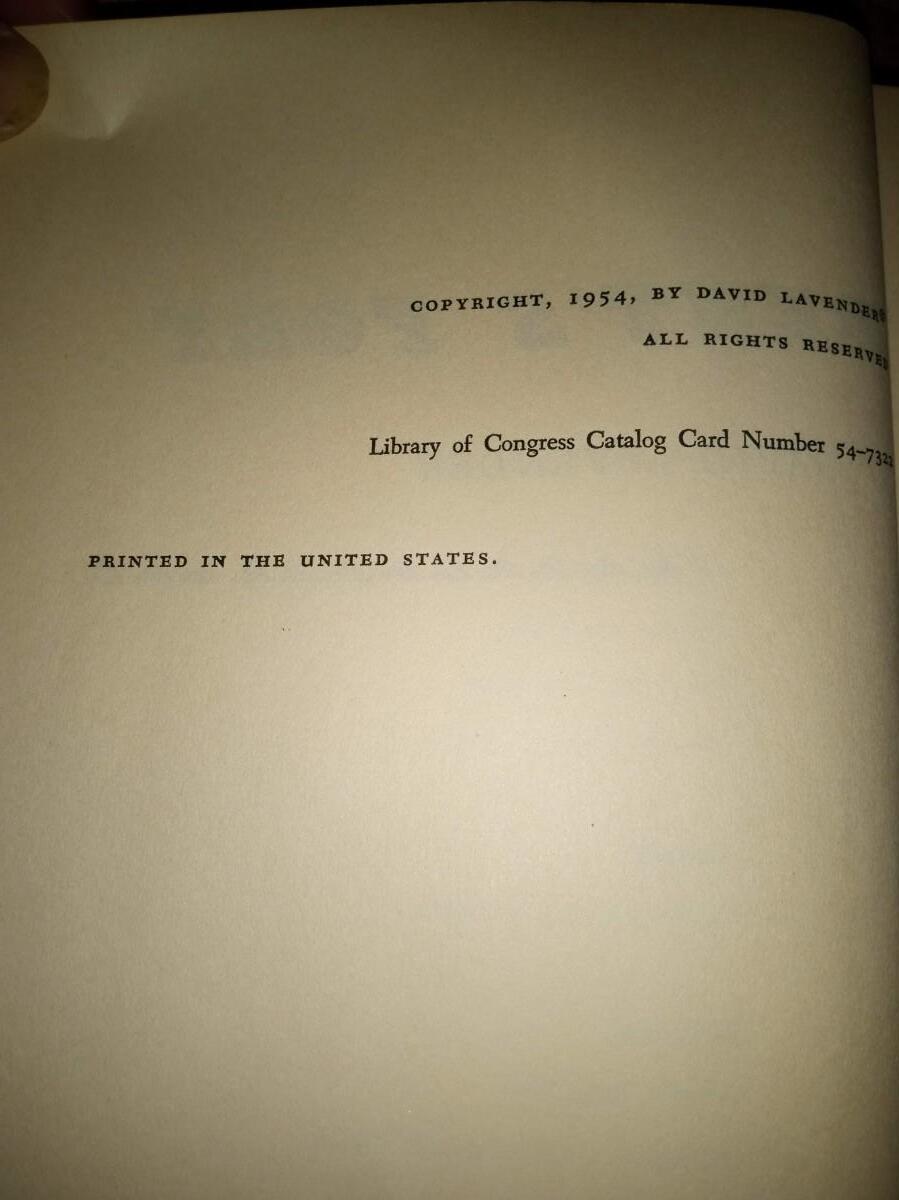 COPYRIGHT, 1954, BY DAVID LAVENDER
ALL RIGHTS RESERVED
Library of Congress Catalog Card Number
PRINTED IN THE UNITED STATES.